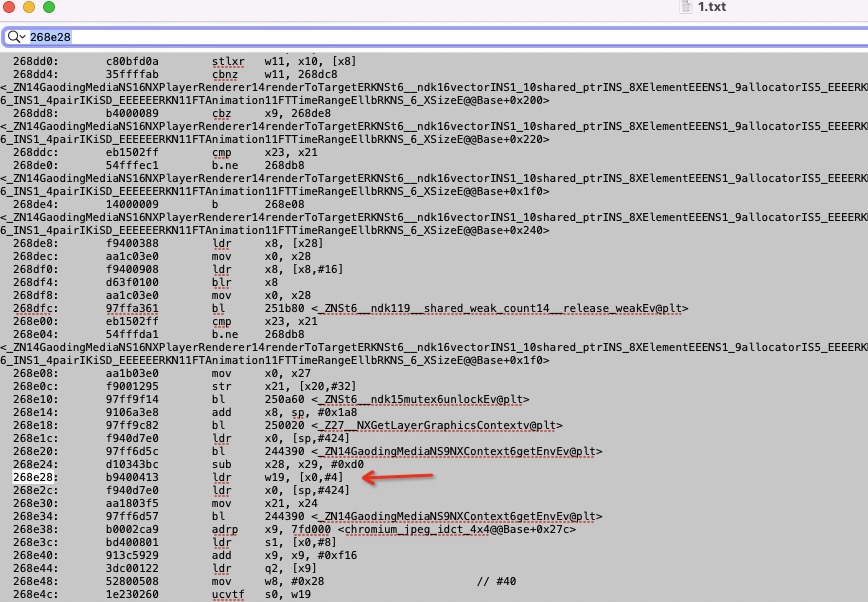 1.txt
268e28
268dd0: c80bfd0a stlxr w11, x10, [x8]
268dd4: 35ffffab cbnz w11, 268dc8
<_ZN14GaodingMediaNS16NXPlayerRenderer14renderToTargetERKNSt6__ndk16vectorINS1_10shared_ptrINS_8XElementEEENS1_9allocatorIS5_EEEERK
6_INS1_4pairIKiSD_EEEEEERKN11FTAnimation11FTTimeRangeEllbRKNS_6_XSizeE@@Base+0x200>
268dd8: b4000089 cbz x9, 268de8
<_ZN14GaodingMediaNS16NXPlayerRenderer14renderToTargetERKNSt6__ndk16vectorINS1_10shared_ptrINS_8XElementEEENS1_9allocatorIS5_EEEERK
6_INS1_4pairIKiSD_EEEEEERKN11FTAnimation11FTTimeRangeEllbRKNS_6_XSizeE@@Base+0x220>
268ddc: eb1502ff cmp x23, x21
268de0: 54fffec1 b.ne 268db8
<_ZN14GaodingMediaNS16NXPlayerRenderer14renderToTargetERKNSt6__ndk16vectorINS1_10shared_ptrINS_8XElementEEENS1_9allocatorIS5_EEEERK
6_INS1_4pairIKiSD_EEEEEERKN11FTAnimation11FTTimeRangeEllbRKNS_6_XSizeE@@Base+0x1f0>
268de4: 14000009 b 268e08
<_ZN14GaodingMediaNS16NXPlayerRenderer14renderToTargetERKNSt6__ndk16vectorINS1_10shared_ptrINS_8XElementEEENS1_9allocatorIS5_EEEERK
6_INS1_4pairIKiSD_EEEEEERKN11FTAnimation11FTTimeRangeEllbRKNS_6_XSizeE@@Base+0x240>
268de8: f9400388 ldr x8, [x28]
268dec: aa1c03e0 mov x0, x28
268df0: f9400908 ldr x8, [x8,#16]
268df4: d63f0100 blr x8
268df8: aa1c03e0 mov x0, x28
268dfc: 97ffa361 bl 251b80 <_ZNSt6__ndk119__shared_weak_count14__release_weakEv@plt>
268e00: eb1502ff cmp x23, x21
268e04: 54fffda1 b.ne 268db8
<_ZN14GaodingMediaNS16NXPlayerRenderer14renderToTargetERKNSt6__ndk16vectorINS1_10shared_ptrINS_8XElementEEENS1_9allocatorIS5_EEEERK
6_INS1_4pairIKiSD_EEEEEERKN11FTAnimation11FTTimeRangeEllbRKNS_6_XSizeE@@Base+0x1f0>
268e08: aa1b03e0 mov x0, x27
268e0c: f9001295 str x21, [x20,#32]
268e10: 97ff9f14 bl 250a60 <_ZNSt6__ndk15mutex6unlockEv@plt>
268e14: 9106a3e8 add x8, sp, #0x1a8
268e18: 97ff9c82 bl 250020 <_Z27__NXGetLayerGraphicsContextv@plt>
268e1c: f940d7e0 ldr x0, [sp,#424]
268e20: 97ff6d5c bl 244390 <_ZN14GaodingMediaNS9NXContext6getEnvEv@plt>
268e24: d10343bc sub x28, x29, #0xd0
268e28: b9400413 ldr w19, [x0,#4]
268e2c: f940d7e0 ldr x0, [sp,#424]
268e30: aa1803f5 mov x21, x24
268e34: 97ff6d57 bl 244390 <_ZN14GaodingMediaNS9NXContext6getEnvEv@plt>
268e38: b0002ca9 adrp x9, 7fd000 <chromium_jpeg_idct_4x4@@Base+0x27c>
268e3c: bd400801 ldr s1, [x0,#8]
268e40: 913c5929 add x9, x9, #0xf16
268e44: 3dc00122 ldr q2, [x9]
268e48: 52800508 mov w8, #0x28 // #40
268e4c: 1e230260 ucvtf s0, w19